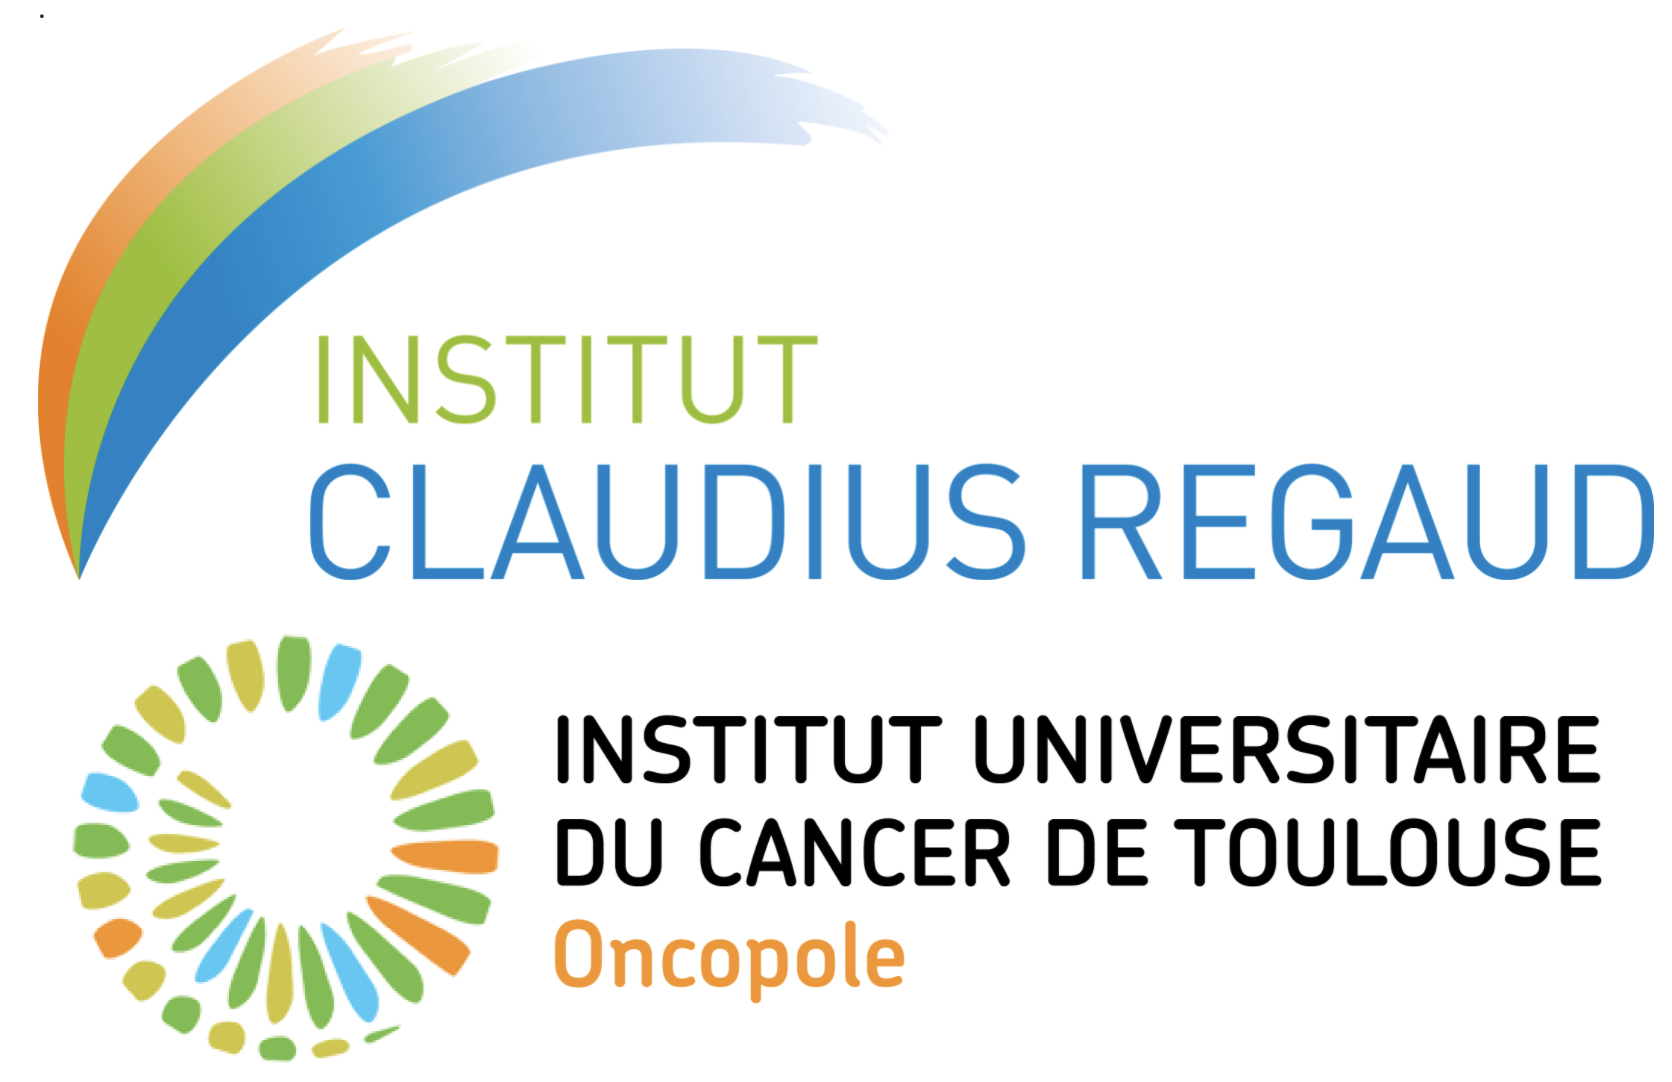 INSTITUT
CLAUDIUS REGAUD
INSTITUT UNIVERSITAIRE
DU CANCER DE TOULOUSE
Oncopole